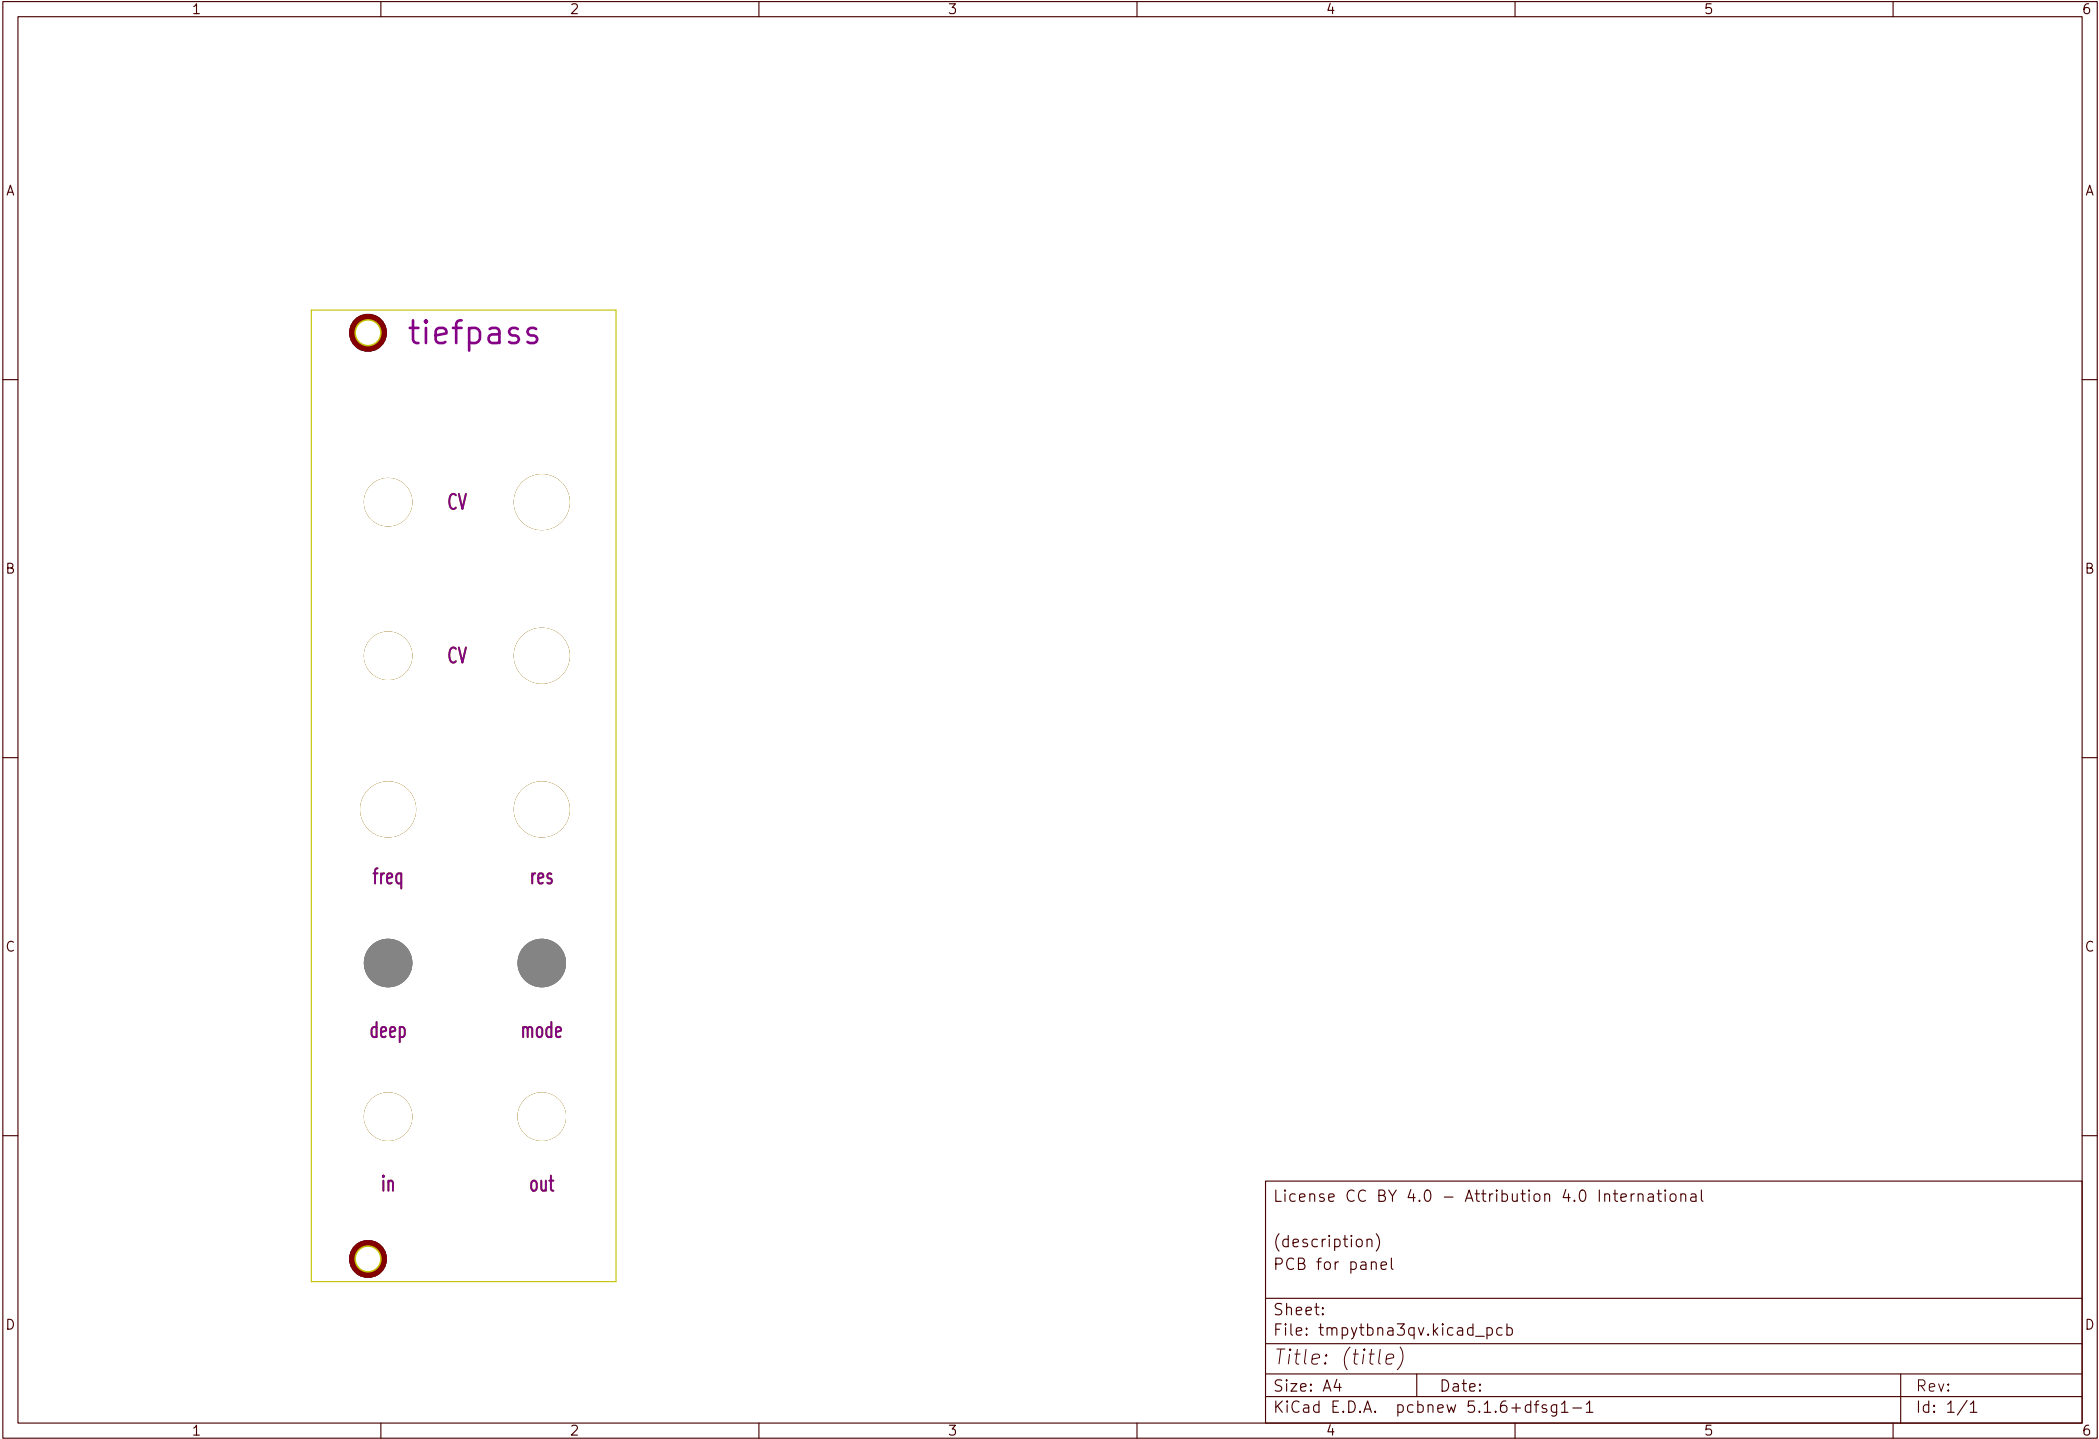 1 2 3 4 5 6
A A
tiefpass
CV
B B
CV
freq res
C C
deep mode
in out
License CC BY 4.0 – Attribution 4.0 International
(description)
PCB for panel
Sheet:
D D
File: tmpytbna3qv.kicad_pcb
Title: (title)
Size: A4 Date: Rev:
KiCad E.D.A. pcbnew 5.1.6+dfsg1-1 Id: 1/1
1 2 3 4 5 6